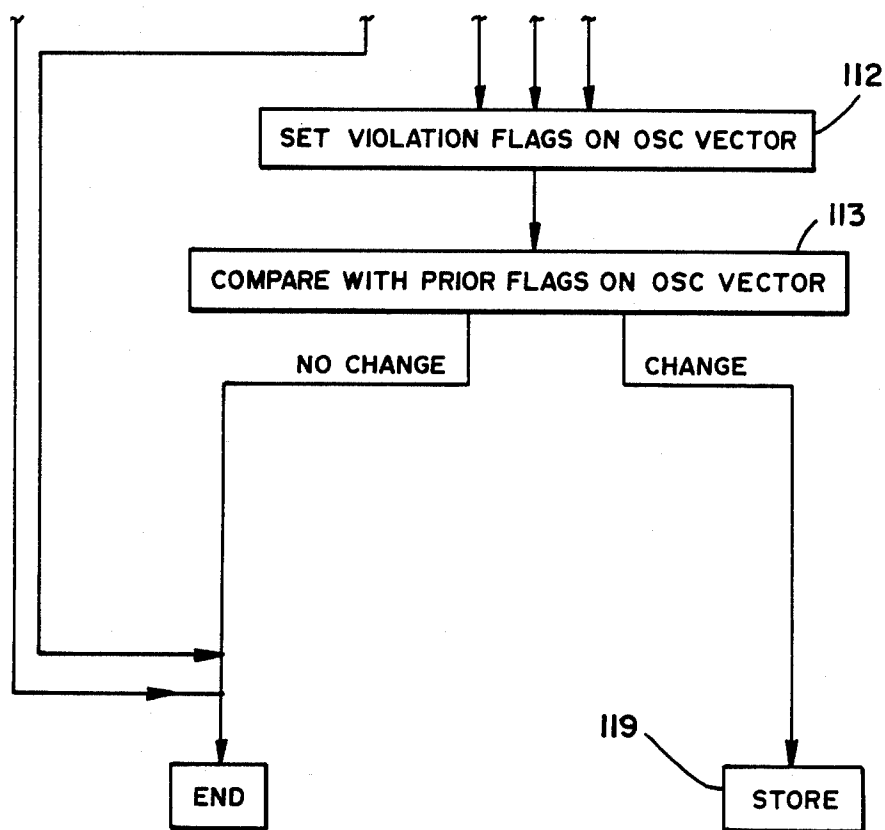 112
SET VIOLATION FLAGS ON OSC VECTOR
113
COMPARE WITH PRIOR FLAGS ON OSC VECTOR
NO CHANGE
CHANGE
119
END
STORE